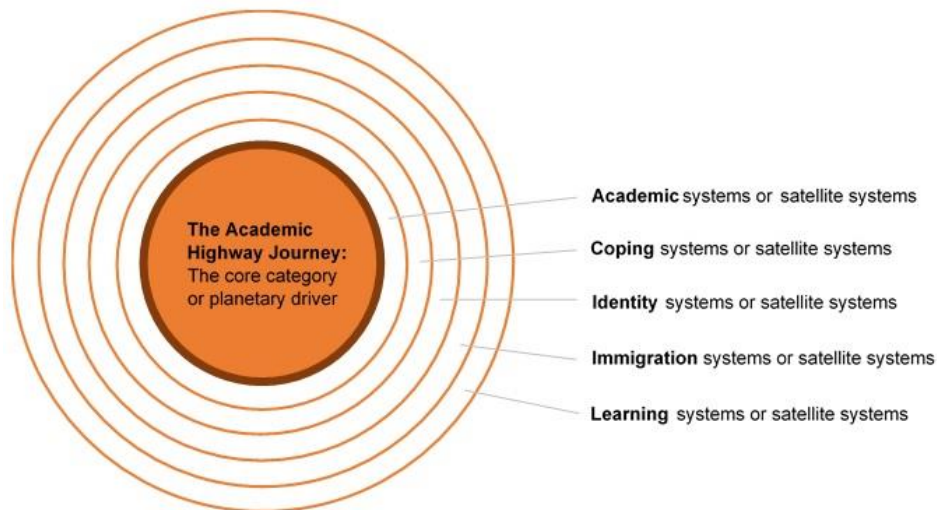 The Academic
Highway Journey:
The core category
or planetary driver
Academic systems or satellite systems
Coping systems or satellite systems
Identity systems or satellite systems
Immigration systems or satellite systems
Learning systems or satellite systems